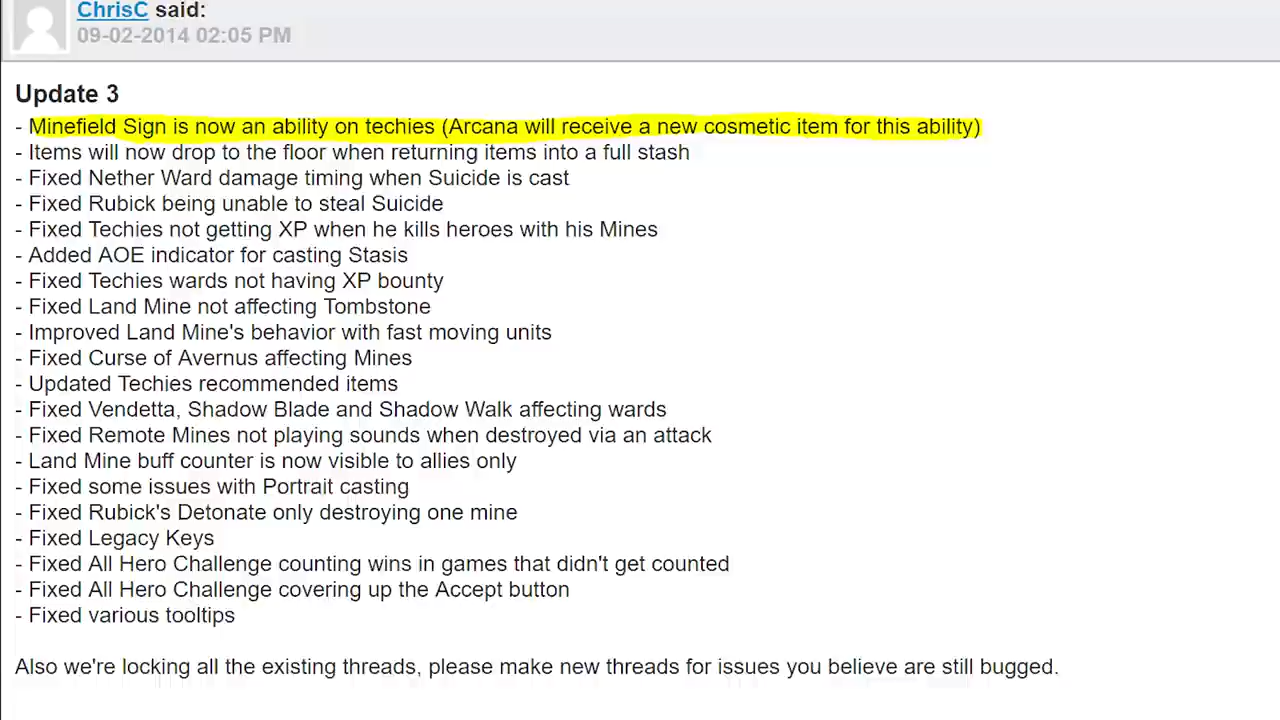 ChrisC said:
09-02-2014 02:05 PM
Update 3
- Minefield Sign is now an ability on techies (Arcana will receive a new cosmetic item for this ability)
- Items will now drop to the floor when returning items into a full stash
- Fixed Nether Ward damage timing when Suicide is cast
- Fixed Rubick being unable to steal Suicide
- Fixed Techies not getting XP when he kills heroes with his Mines
- Added AOE indicator for casting Stasis
- Fixed Techies wards not having XP bounty
- Fixed Land Mine not affecting Tombstone
- Improved Land Mine's behavior with fast moving units
- Fixed Curse of Avernus affecting Mines
- Updated Techies recommended items
- Fixed Vendetta, Shadow Blade and Shadow Walk affecting wards
- Fixed Remote Mines not playing sounds when destroyed via an attack
- Land Mine buff counter is now visible to allies only
- Fixed some issues with Portrait casting
- Fixed Rubick's Detonate only destroying one mine
- Fixed Legacy Keys
- Fixed All Hero Challenge counting wins in games that didn't get counted
- Fixed All Hero Challenge covering up the Accept button
- Fixed various tooltips
Also we're locking all the existing threads, please make new threads for issues you believe are still bugged.